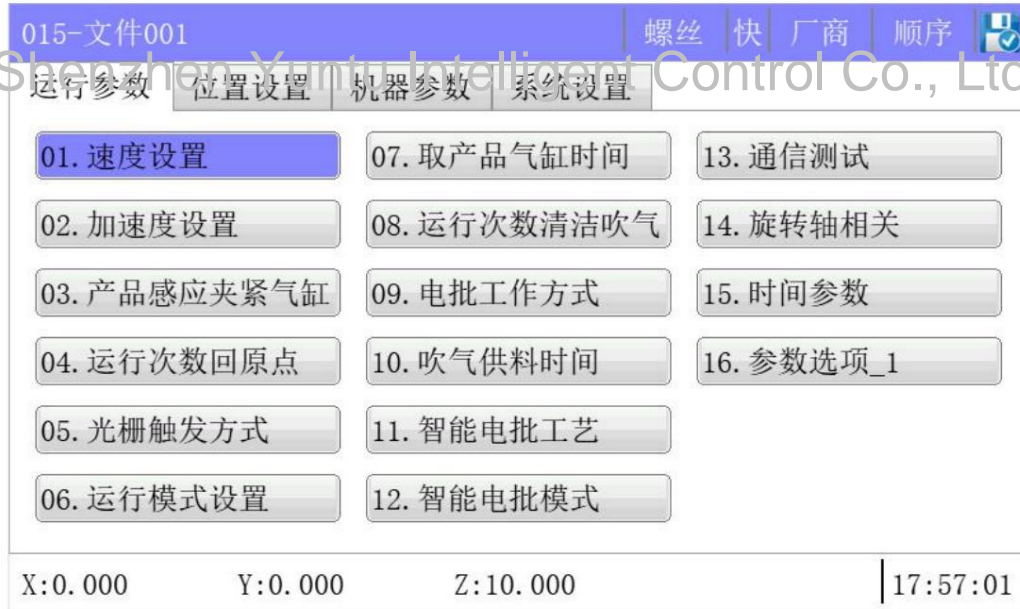 015-文件001 螺丝 快 厂商 顺序
Shenzhen Yuntu Intelligent Control Co., Ltd
运行参数 位置设置 机器参数 系统设置
01.速度设置 07.取产品气缸时间 13.通信测试
02.加速度设置 08.运行次数清洁吹气 14.旋转轴相关
03.产品感应夹紧气缸 09.电批工作方式 15.时间参数
04.运行次数回原点 10.吹气供料时间 16.参数选项_1
05.光栅触发方式 11.智能电批工艺
06.运行模式设置 12.智能电批模式
X:0.000 Y:0.000 Z:10.000 17:57:01